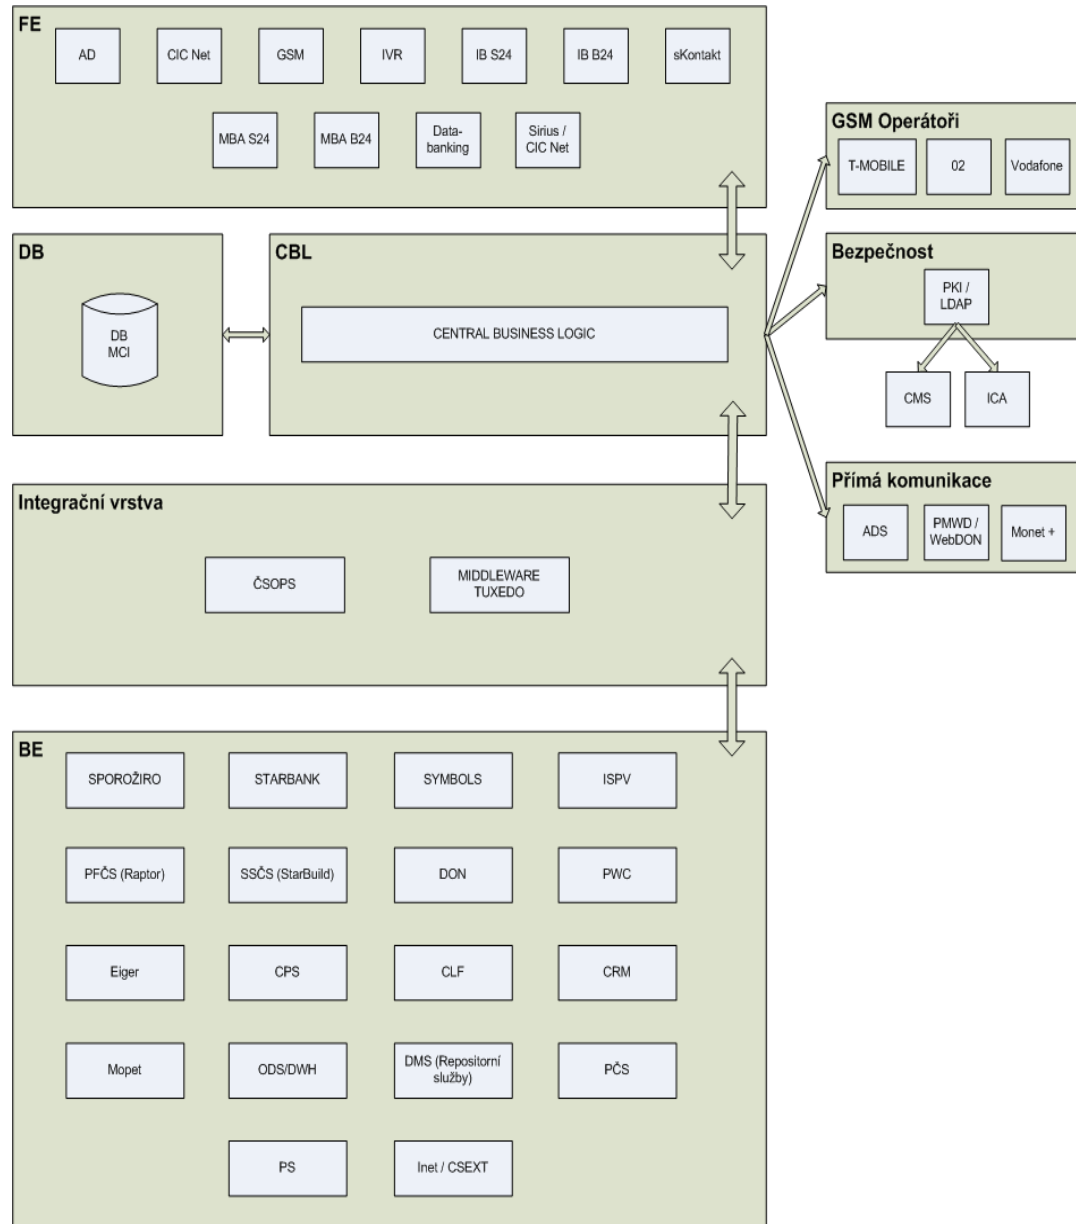 FE
AD
CIC Net
GSM
IVR
IB S24
IB B24
sKontakt
MBA S24
MBA B24
Data-
banking
Sirius /
CIC Net
GSM Operátoři
T-MOBILE
02
Vodafone
DB
DB
MCI
CBL
CENTRAL BUSINESS LOGIC
Bezpečnost
PKI /
LDAP
CMS
ICA
Přímá komunikace
ADS
PMWD /
WebDON
Monet +
Integrační vrstva
ČSOPS
MIDDLEWARE
TUXEDO
BE
SPOROŽIRO
STARBANK
SYMBOLS
ISPV
PFČS (Raptor)
SSČS (StarBuild)
DON
PWC
Eiger
CPS
CLF
CRM
Mopet
ODS/DWH
DMS (Repositorní
služby)
PČS
PS
Inet / CSEXT